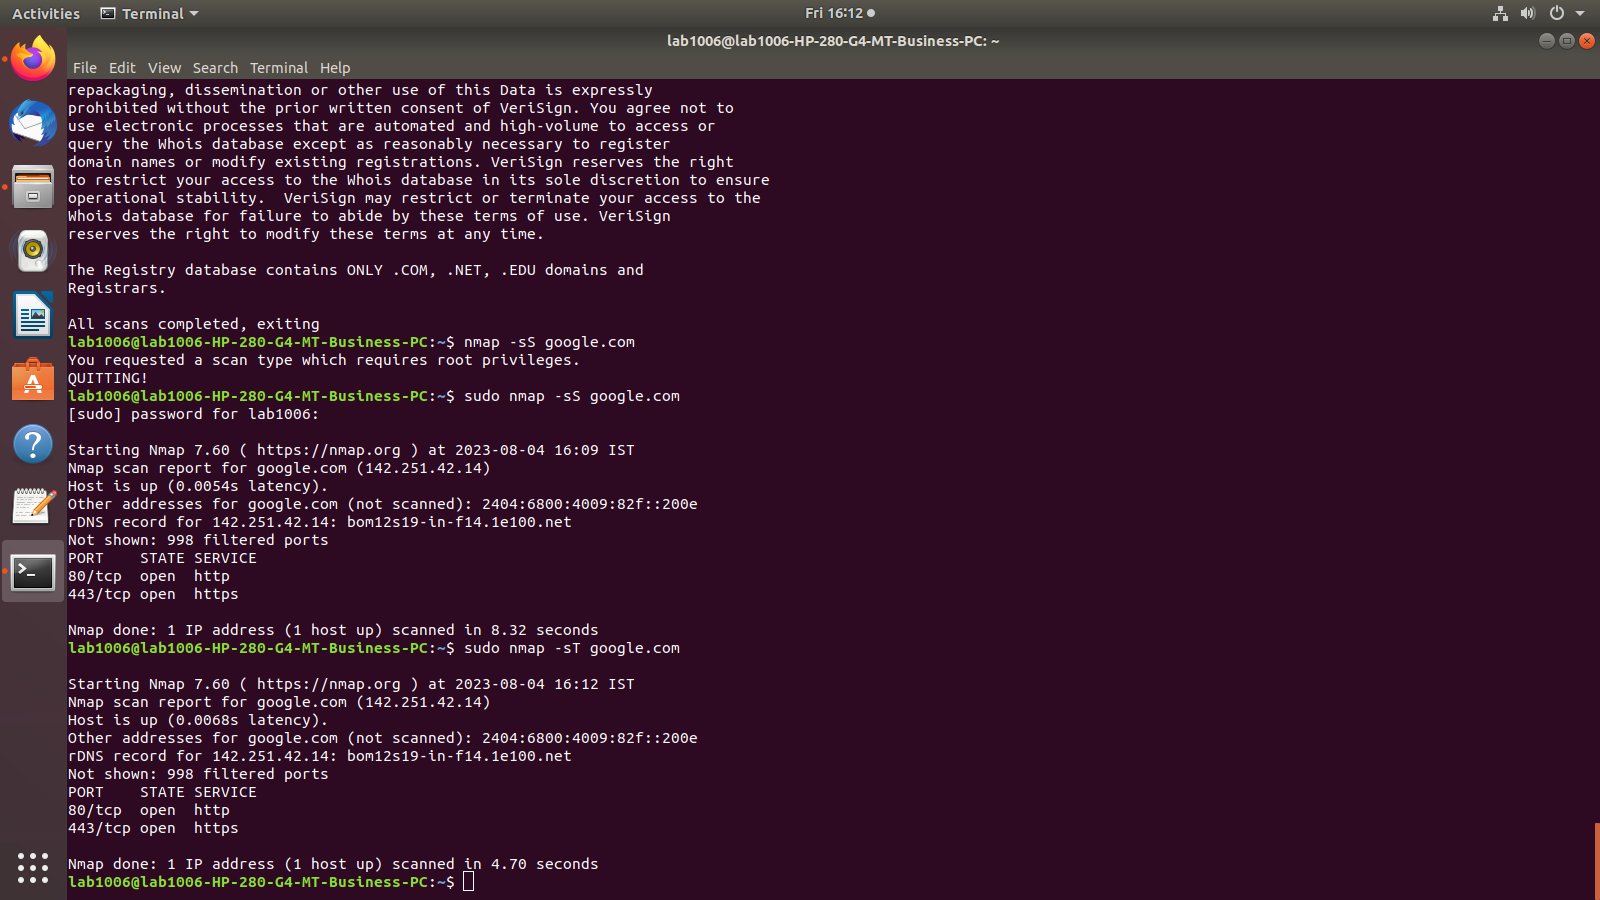 Activities
Terminal
Fri 16:12
lab1006@lab1006-HP-280-G4-MT-Business-PC: ~
File Edit View Search Terminal Help
repackaging, dissemination or other use of this Data is expressly
prohibited without the prior written consent of VeriSign. You agree not to
use electronic processes that are automated and high-volume to access or
query the Whois database except as reasonably necessary to register
domain names or modify existing registrations. VeriSign reserves the right
to restrict your access to the Whois database in its sole discretion to ensure
operational stability.  VeriSign may restrict or terminate your access to the
Whois database for failure to abide by these terms of use. VeriSign
reserves the right to modify these terms at any time.

The Registry database contains ONLY .COM, .NET, .EDU domains and
Registrars.

All scans completed, exiting
lab1006@lab1006-HP-280-G4-MT-Business-PC:~$ nmap -sS google.com
You requested a scan type which requires root privileges.
QUITTING!
lab1006@lab1006-HP-280-G4-MT-Business-PC:~$ sudo nmap -sS google.com
[sudo] password for lab1006:

Starting Nmap 7.60 ( https://nmap.org ) at 2023-08-04 16:09 IST
Nmap scan report for google.com (142.251.42.14)
Host is up (0.0054s latency).
Other addresses for google.com (not scanned): 2404:6800:4009:82f::200e
rDNS record for 142.251.42.14: bom12s19-in-f14.1e100.net
Not shown: 998 filtered ports
PORT    STATE SERVICE
80/tcp  open  http
443/tcp open  https

Nmap done: 1 IP address (1 host up) scanned in 8.32 seconds
lab1006@lab1006-HP-280-G4-MT-Business-PC:~$ sudo nmap -sT google.com

Starting Nmap 7.60 ( https://nmap.org ) at 2023-08-04 16:12 IST
Nmap scan report for google.com (142.251.42.14)
Host is up (0.0068s latency).
Other addresses for google.com (not scanned): 2404:6800:4009:82f::200e
rDNS record for 142.251.42.14: bom12s19-in-f14.1e100.net
Not shown: 998 filtered ports
PORT    STATE SERVICE
80/tcp  open  http
443/tcp open  https

Nmap done: 1 IP address (1 host up) scanned in 4.70 seconds
lab1006@lab1006-HP-280-G4-MT-Business-PC:~$